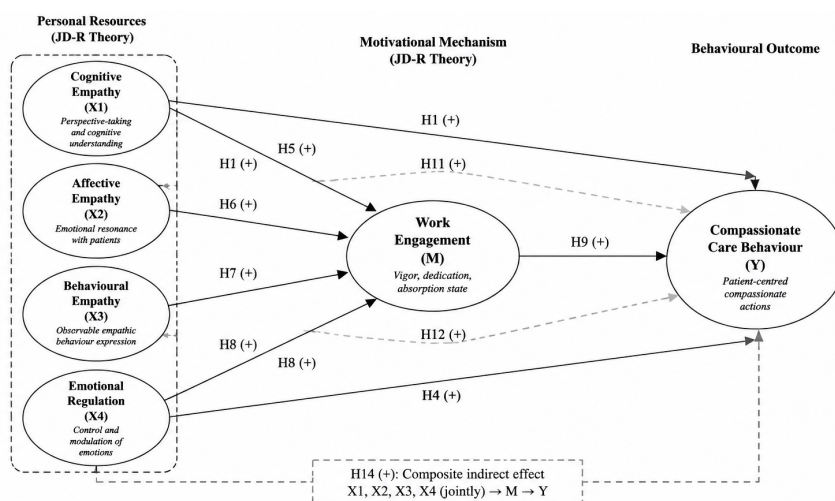 Personal Resources
(JD-R Theory)
Motivational Mechanism
(JD-R Theory)
Behavioural Outcome
Cognitive
Empathy
(X1)
Perspective-taking
and cognitive
understanding
Affective
Empathy
(X2)
Emotional resonance
with patients
Behavioural
Empathy
(X3)
Observable empathic
behaviour expression
Emotional
Regulation
(X4)
Control and
modulation of
emotions
H1 (+)
H5 (+)
H1 (+)
H11 (+)
H6 (+)
H7 (+)
H8 (+)
H8 (+)
Work
Engagement
(M)
Vigor, dedication,
absorption state
H9 (+)
H12 (+)
H4 (+)
Compassionate
Care Behaviour
(Y)
Patient-centred
compassionate
actions
H14 (+): Composite indirect effect
X1, X2, X3, X4 (jointly) → M → Y